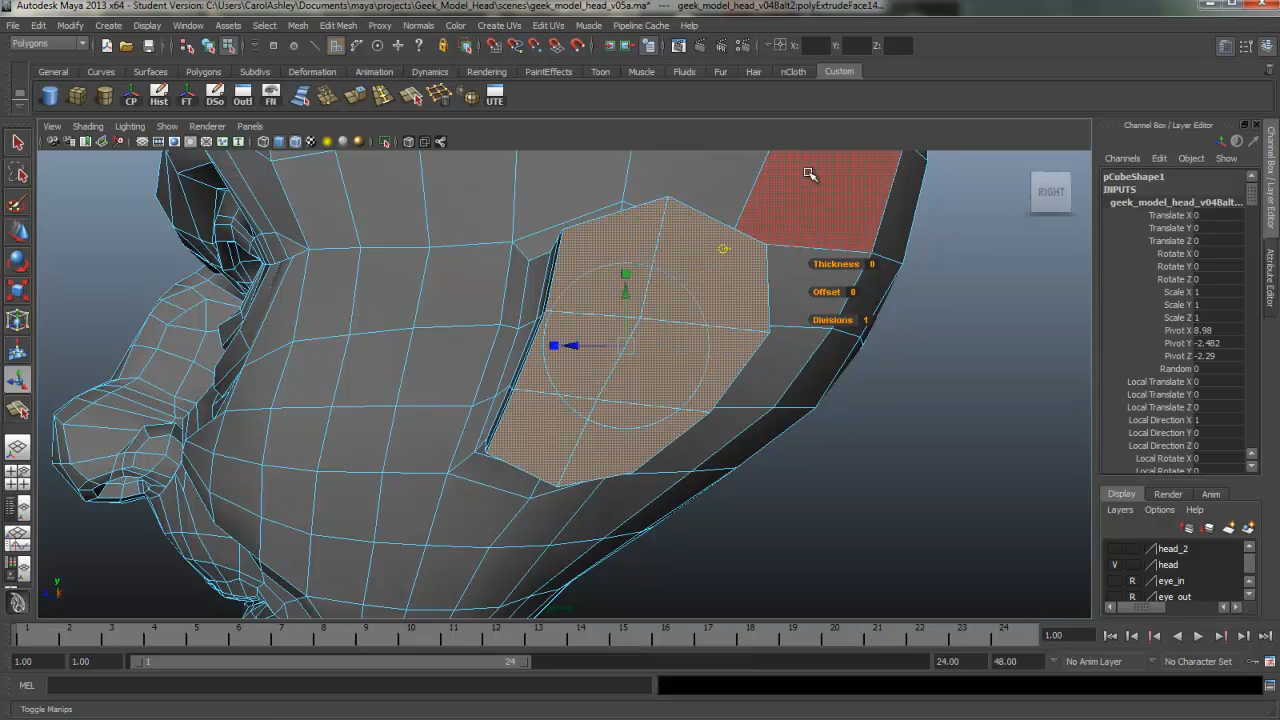 Autodesk Maya 2013 x64 - Student Version: C:\Users\CarolAshley\Documents\maya\projects\Geek_Model_Head\scenes\geek_model_head_v05a.ma* --- geek_model_head_v04Balt2:polyExtrudeFace14...
File Edit Modify Create Display Window Assets Select Mesh Edit Mesh Proxy Normals Color Create UVs Edit UVs Muscle Pipeline Cache Help
Polygons X: Y: Z:
General Curves Surfaces Polygons Subdivs Deformation Animation Dynamics Rendering PaintEffects Toon Muscle Fluids Fur Hair nCloth Custom
CP Hist FT DSo Outl FN UTE
View Shading Lighting Show Renderer Panels
Channel Box / Layer Editor
Channels Edit Object Show
pCubeShape1
INPUTS
geek_model_head_v04Balt...
Translate X 0
Translate Y 0
Translate Z 0
Rotate X 0
Rotate Y 0
Rotate Z 0
Scale X 1
Scale Y 1
Scale Z 1
Pivot X 8.98
Pivot Y -2.482
Pivot Z -2.29
Random 0
Local Translate X 0
Local Translate Y 0
Local Translate Z 0
Local Direction X 1
Local Direction Y 0
Local Direction Z 0
Local Rotate X 0
Local Rotate Y 0
Channel Box / Layer Editor
Attribute Editor
RIGHT
Thickness 0
Offset 0
Divisions 1
y
Display Render Anim
Layers Options Help
head_2
V head
R eye_in
R eye_out
1 2 3 4 5 6 7 8 9 10 11 12 13 14 15 16 17 18 19 20 21 22 23 24 1.00
1.00 1.00 1 24 24.00 48.00 No Anim Layer No Character Set
MEL
Toggle Manips